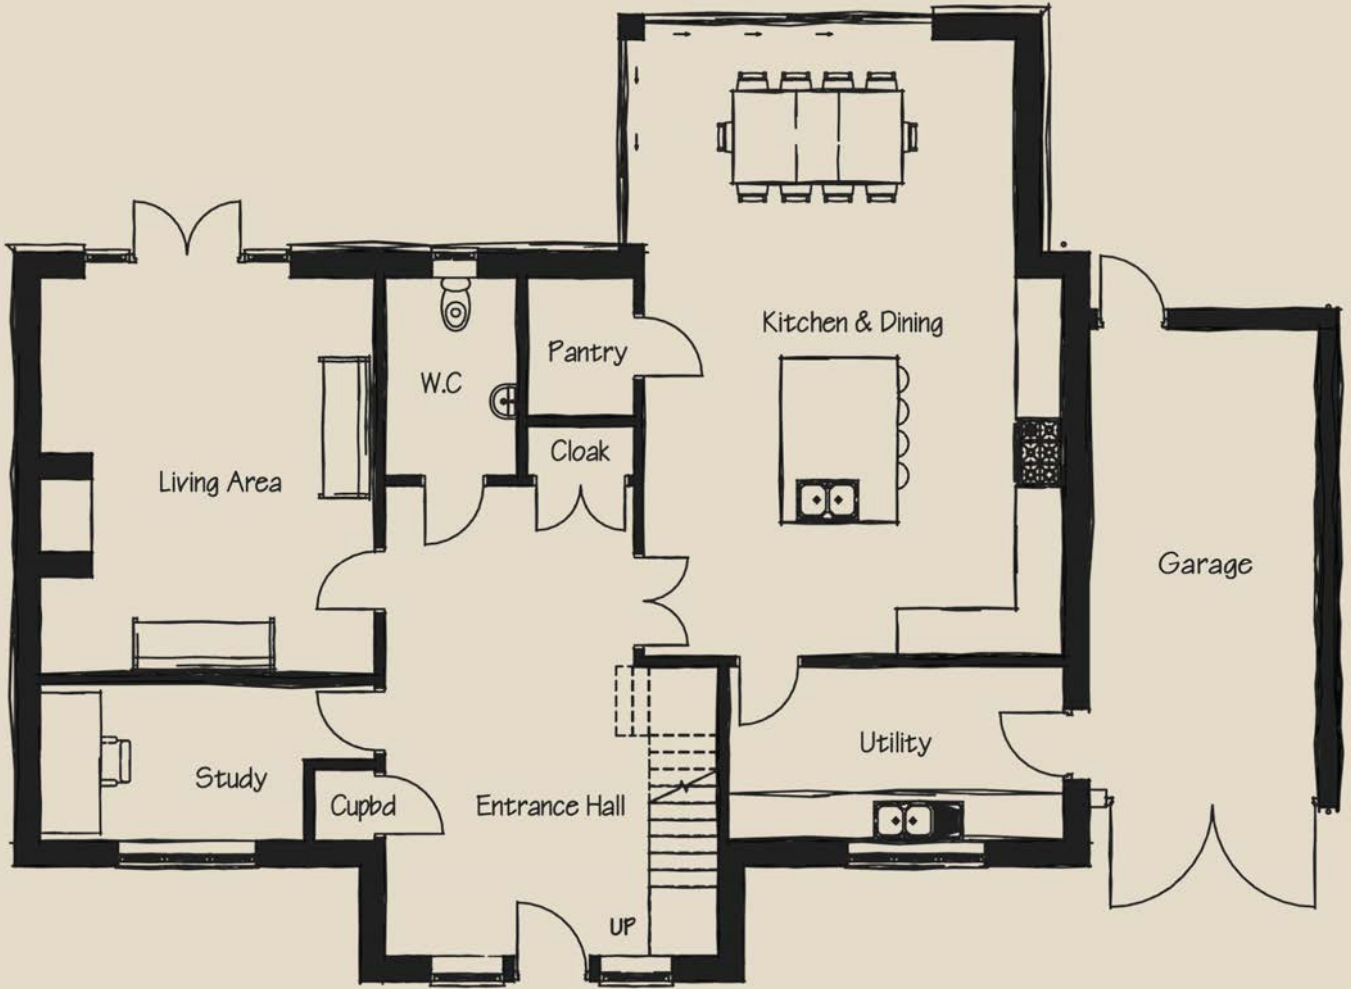 Kitchen & Dining
Pantry
W.C
Cloak
Living Area
Garage
Utility
Study
Cupbd
Entrance Hall
UP